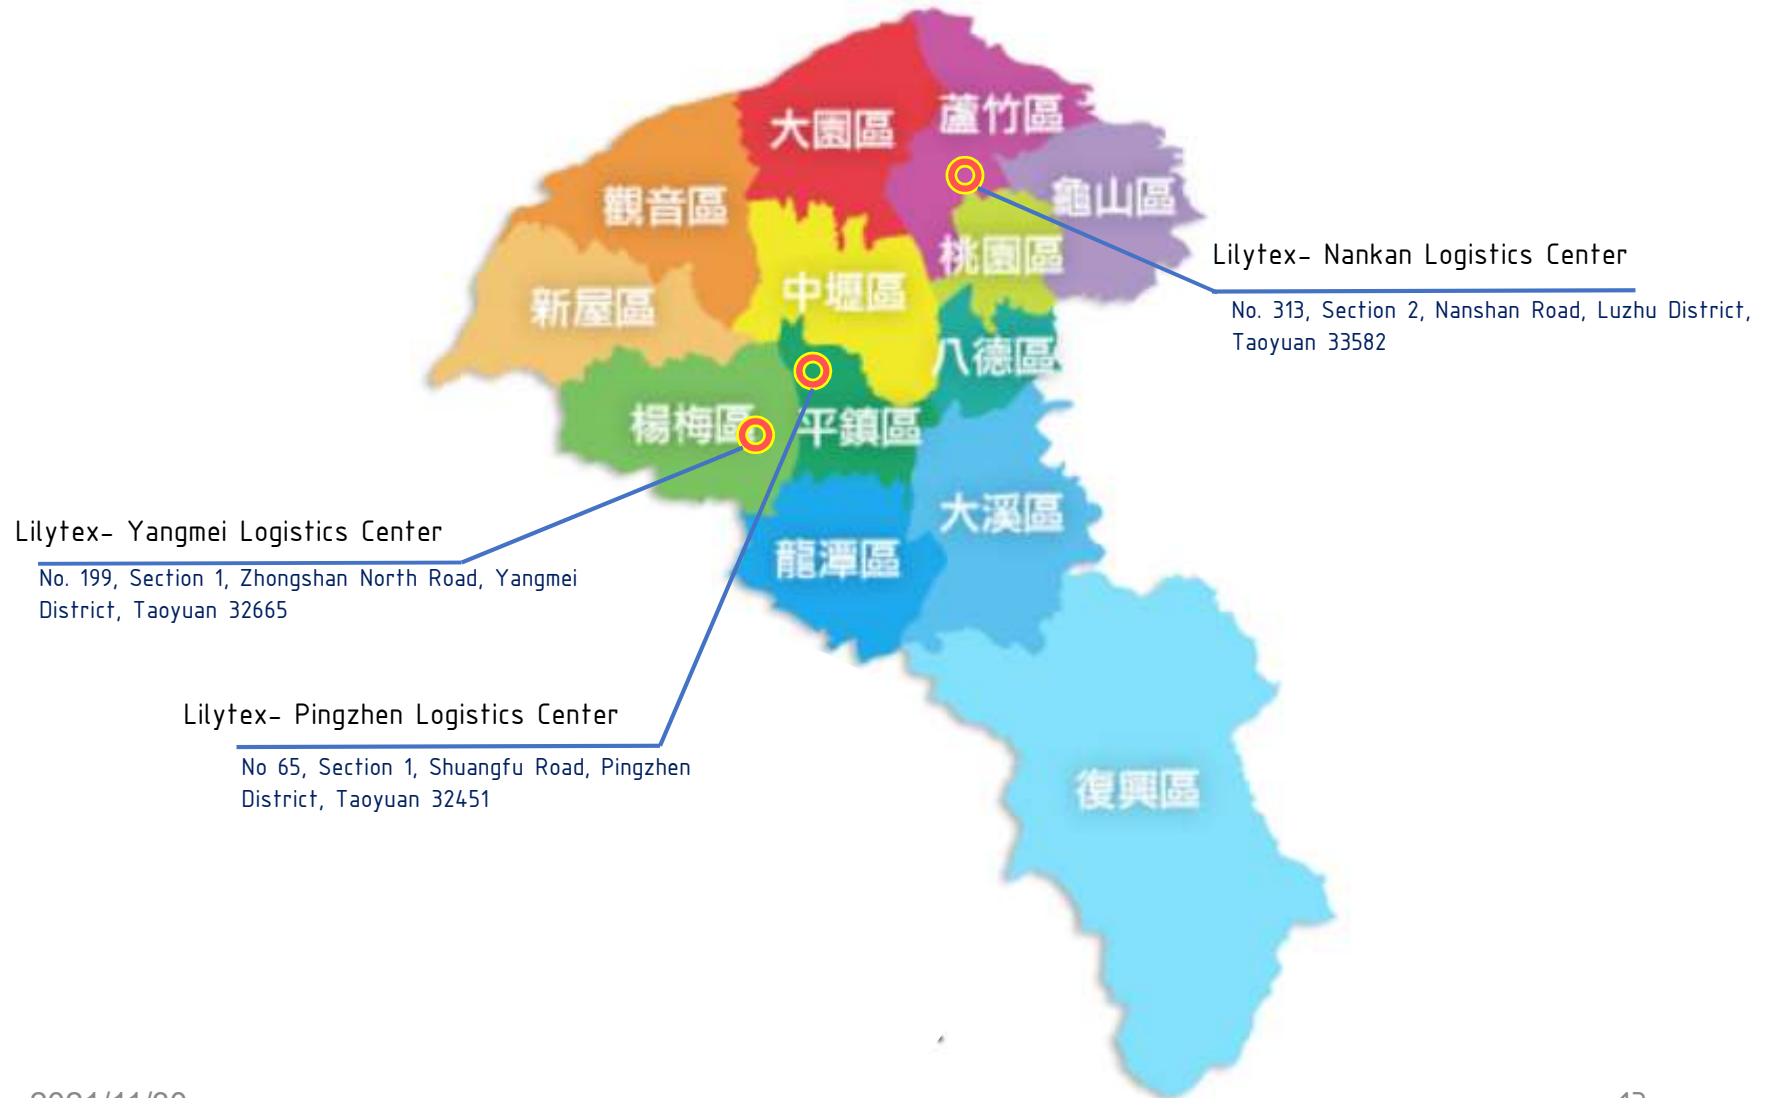 大園區
蘆竹區
龜山區
觀音區
桃園區
中壢區
新屋區
八德區
楊梅區
平鎮區
大溪區
龍潭區
復興區
Lilytex- Nankan Logistics Center
No. 313, Section 2, Nanshan Road, Luzhu District,
Taoyuan 33582
Lilytex- Yangmei Logistics Center
No. 199, Section 1, Zhongshan North Road, Yangmei
District, Taoyuan 32665
Lilytex- Pingzhen Logistics Center
No 65, Section 1, Shuangfu Road, Pingzhen
District, Taoyuan 32451